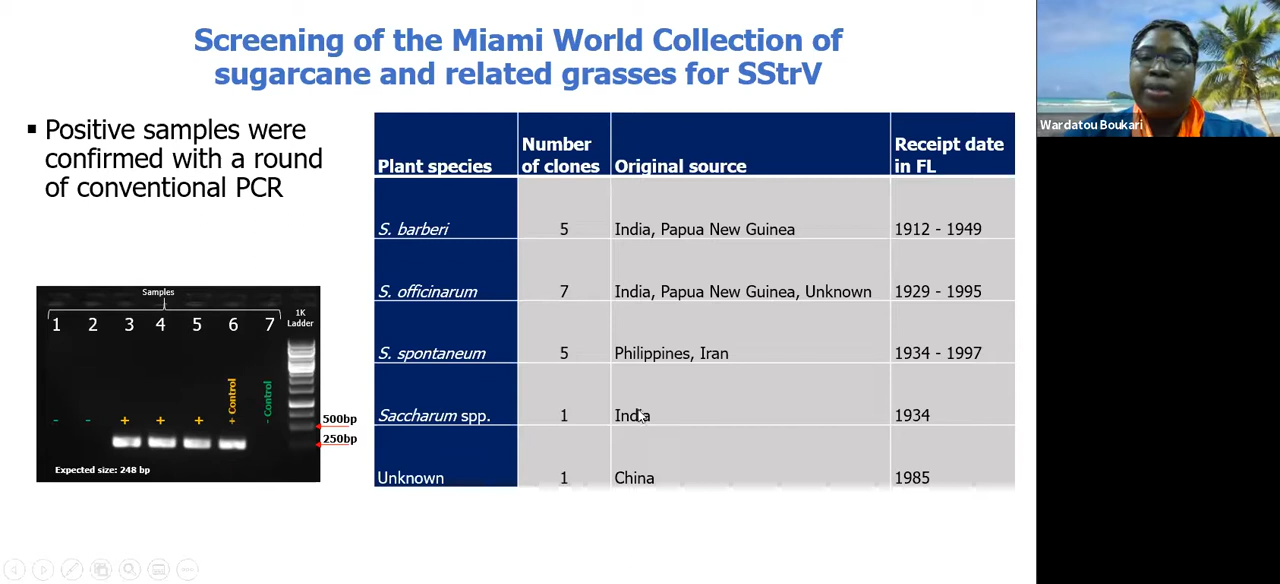 Screening of the Miami World Collection of
sugarcane and related grasses for SStrV
▪ Positive samples were
confirmed with a round
of conventional PCR
Samples
1 2 3 4 5 6 7
1K
Ladder
- - + + + + Control - Control
500bp
250bp
Expected size: 248 bp
Plant species Number of clones Original source Receipt date in FL
S. barberi 5 India, Papua New Guinea 1912 - 1949
S. officinarum 7 India, Papua New Guinea, Unknown 1929 - 1995
S. spontaneum 5 Philippines, Iran 1934 - 1997
Saccharum spp. 1 India 1934
Unknown 1 China 1985
Wardatou Boukari